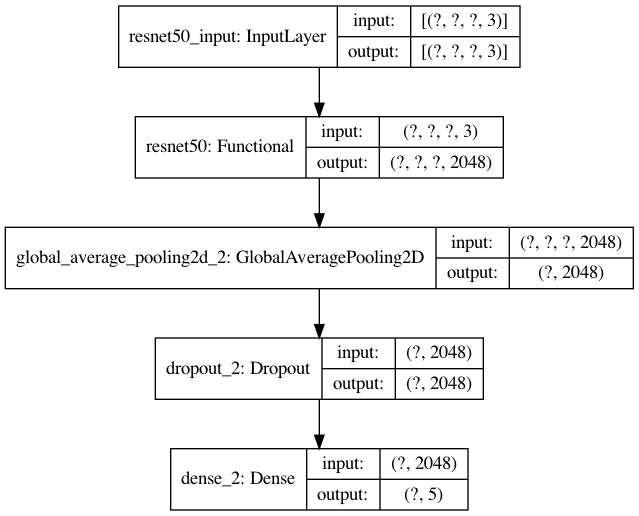 resnet50_input: InputLayer
input:
[(?, ?, ?, 3)]
output:
[(?, ?, ?, 3)]
resnet50: Functional
input:
(?, ?, ?, 3)
output:
(?, ?, ?, 2048)
global_average_pooling2d_2: GlobalAveragePooling2D
input:
(?, ?, ?, 2048)
output:
(?, 2048)
dropout_2: Dropout
input:
(?, 2048)
output:
(?, 2048)
dense_2: Dense
input:
(?, 2048)
output:
(?, 5)